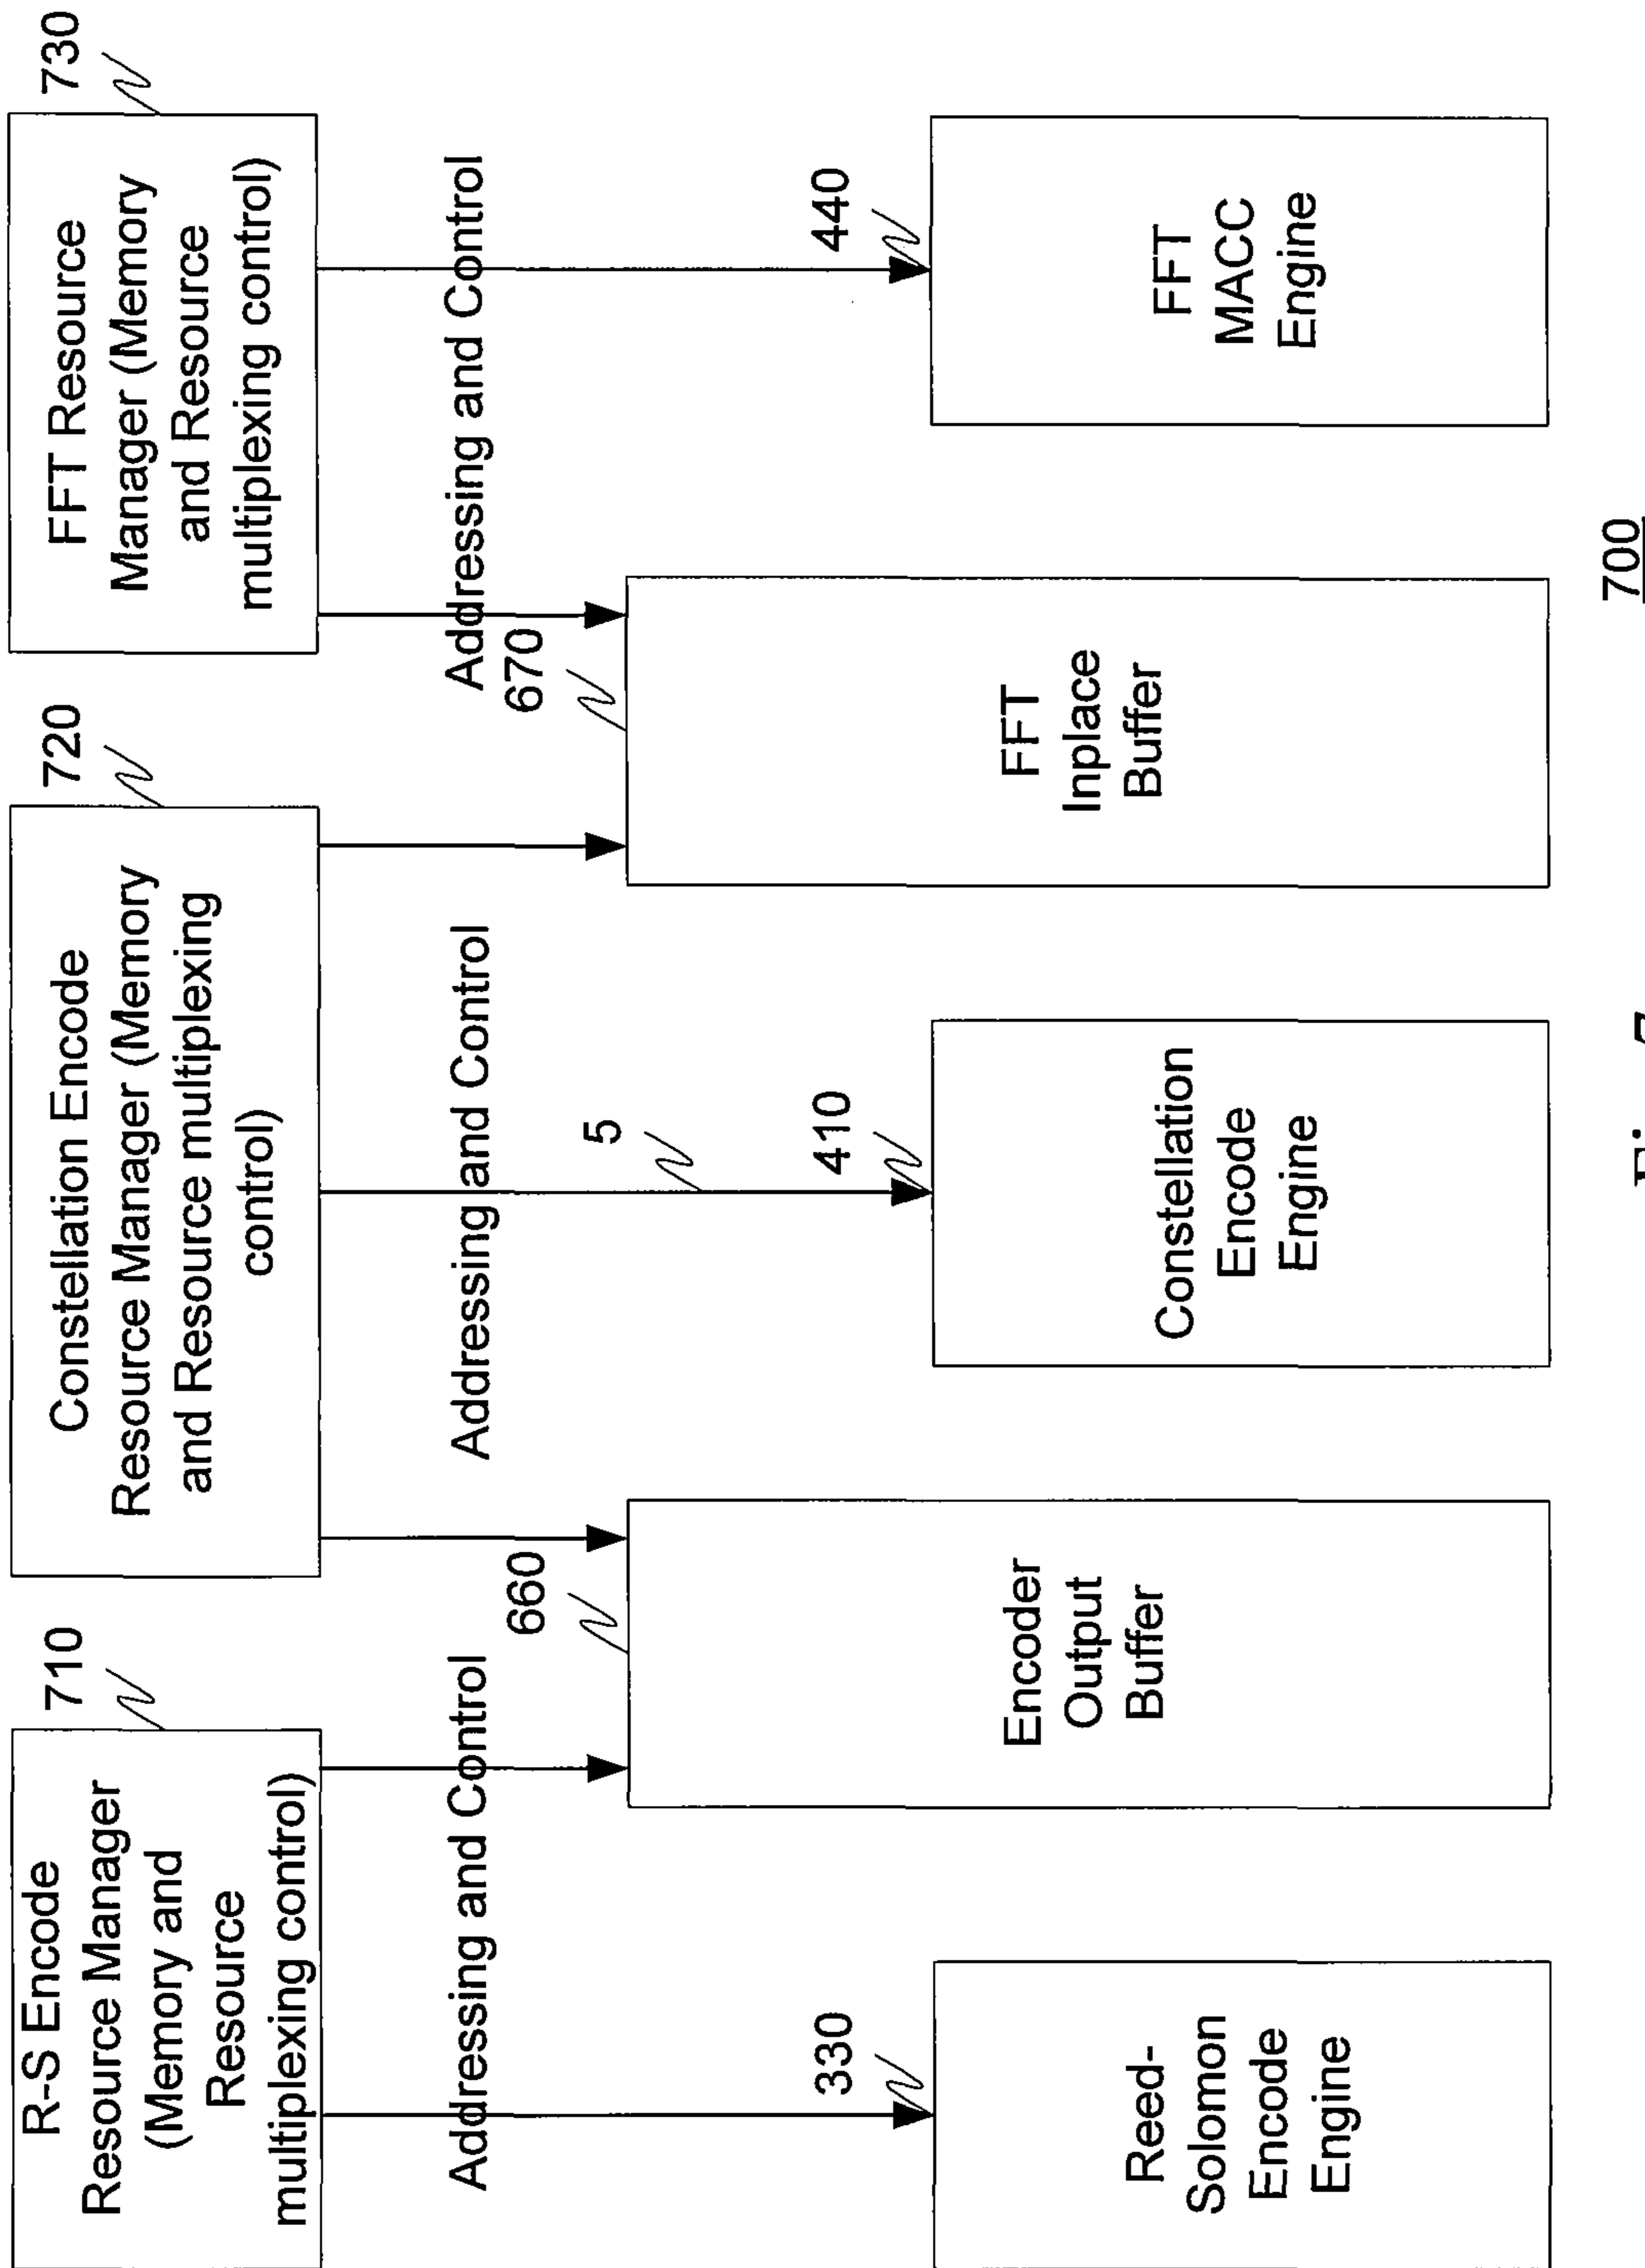 R-S Encode
Resource Manager
(Memory and
Resource
multiplexing control)
710
Constellation Encode
Resource Manager (Memory
and Resource multiplexing
control)
720
FFT Resource
Manager (Memory
and Resource
multiplexing control)
730
Addressing and Control
Addressing and Control
Addressing and Control
330
660
5
410
670
440
Reed-
Solomon
Encode
Engine
Encoder
Output
Buffer
Constellation
Encode
Engine
FFT
Inplace
Buffer
FFT
MACC
Engine
700